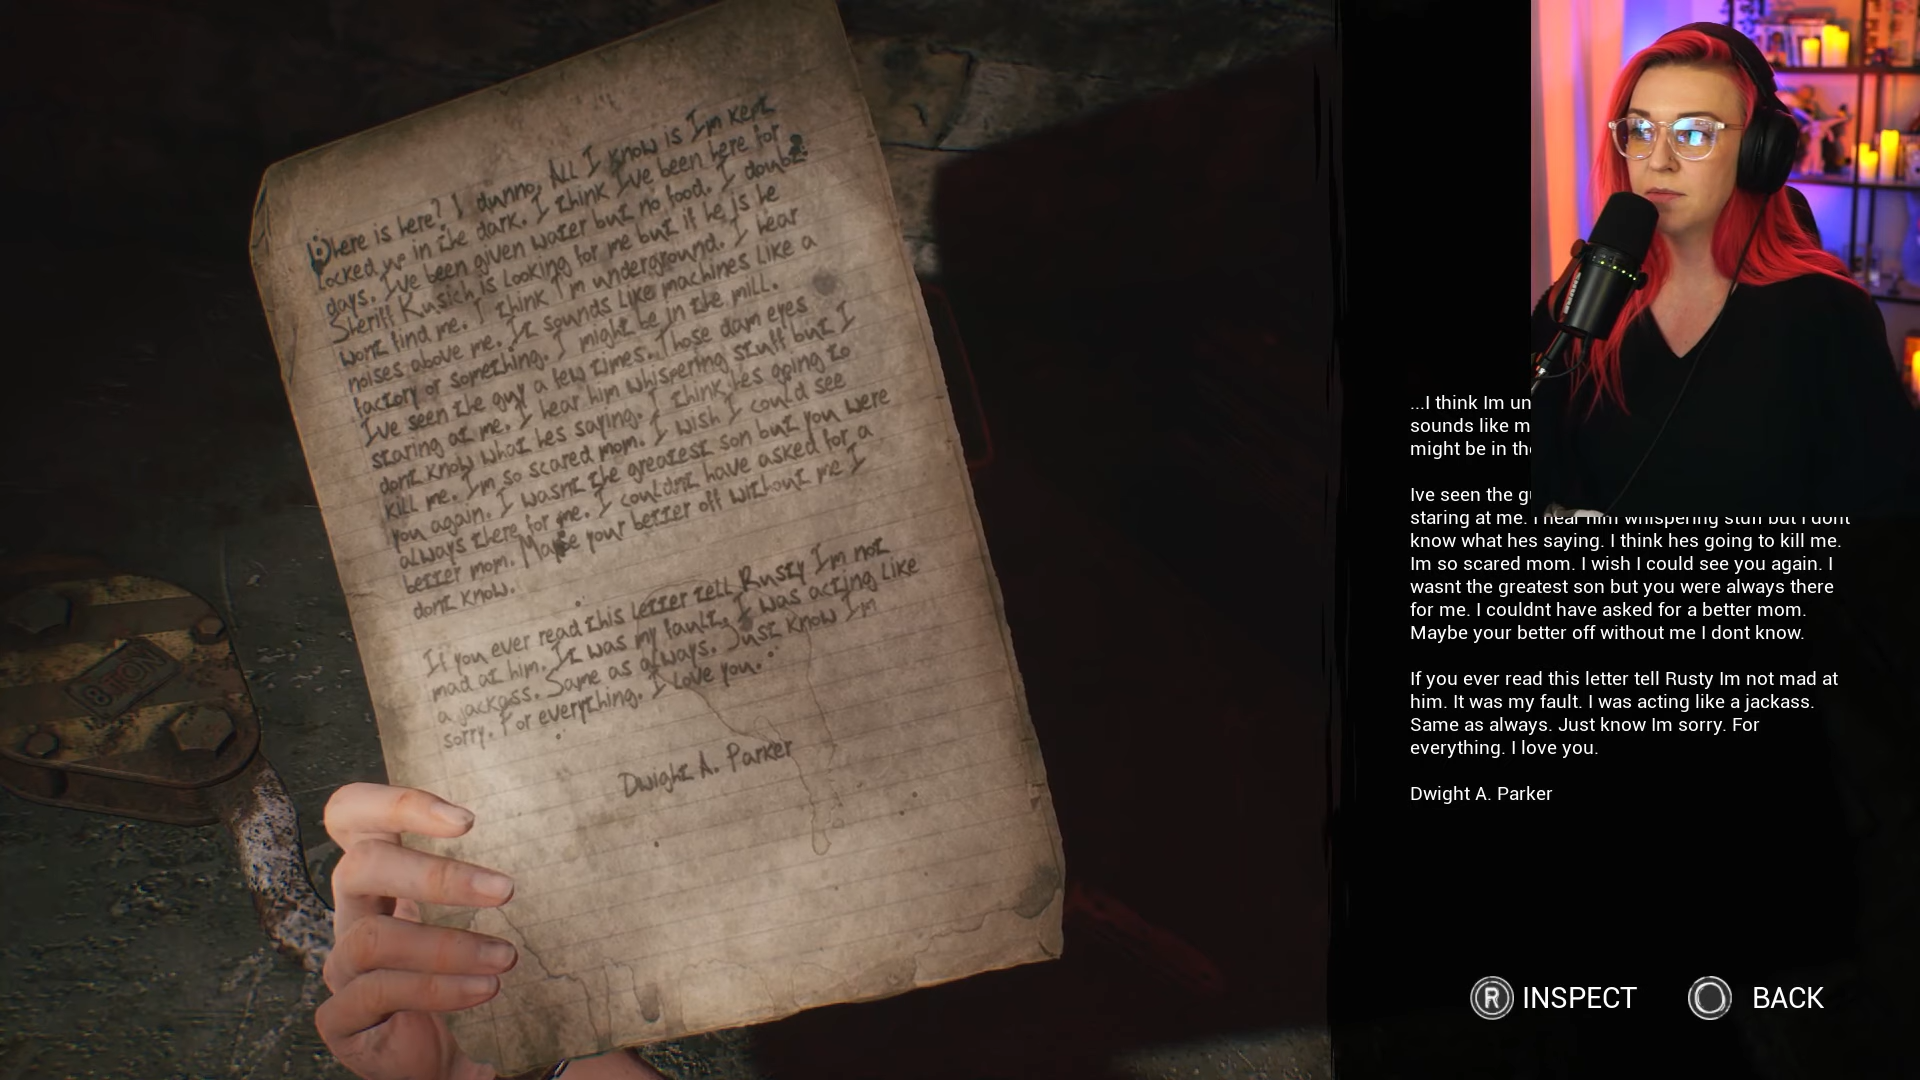 Where is here? I dunno. All I know is Im kept
locked up in the dark. I think Ive been here for
days. Ive been given water but no food. I doubt
Sheriff Kusich is looking for me but if he is he
wont find me. I think I'm underground. I hear
noises above me. It sounds like machines like a
factory or something. I might be in the mill.
Ive seen the guy a few times. Those dam eyes
staring at me. I hear him whispering stuff but I
dont know what hes saying. I think hes going to
kill me. Im so scared mom. I wish I could see
you again. I wasnt the greatest son but you were
always there for me. I couldnt have asked for a
better mom. Maybe your better off without me I
dont know.
If you ever read this letter tell Rusty Im not
mad at him. It was my fault. I was acting like
a jackass. Same as always. Just know Im
sorry. For everything. I love you.
Dwight A. Parker
8 TON
...I think Im un
sounds like m
might be in the
Ive seen the gu
staring at me. I hear him whispering stuff but I dont
know what hes saying. I think hes going to kill me.
Im so scared mom. I wish I could see you again. I
wasnt the greatest son but you were always there
for me. I couldnt have asked for a better mom.
Maybe your better off without me I dont know.
If you ever read this letter tell Rusty Im not mad at
him. It was my fault. I was acting like a jackass.
Same as always. Just know Im sorry. For
everything. I love you.
Dwight A. Parker
R INSPECT
BACK